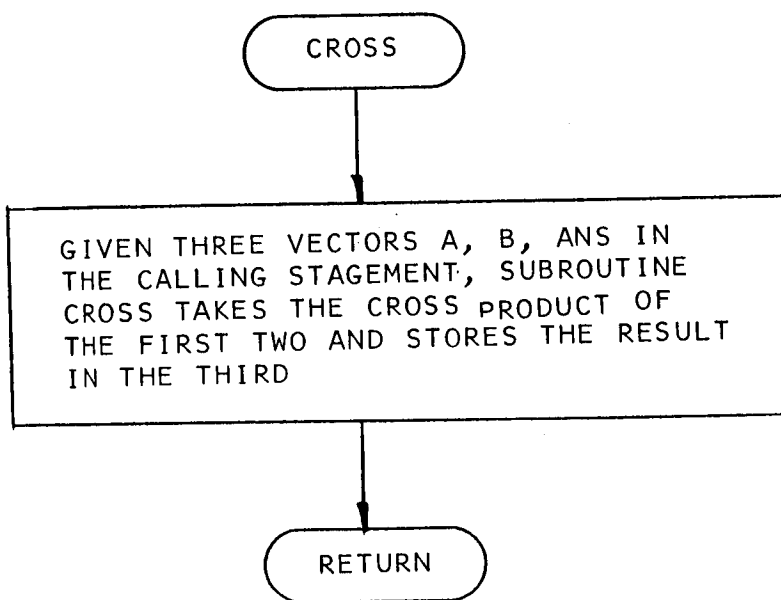 CROSS
GIVEN THREE VECTORS A, B, ANS IN
THE CALLING STAGEMENT, SUBROUTINE
CROSS TAKES THE CROSS PRODUCT OF
THE FIRST TWO AND STORES THE RESULT
IN THE THIRD
RETURN